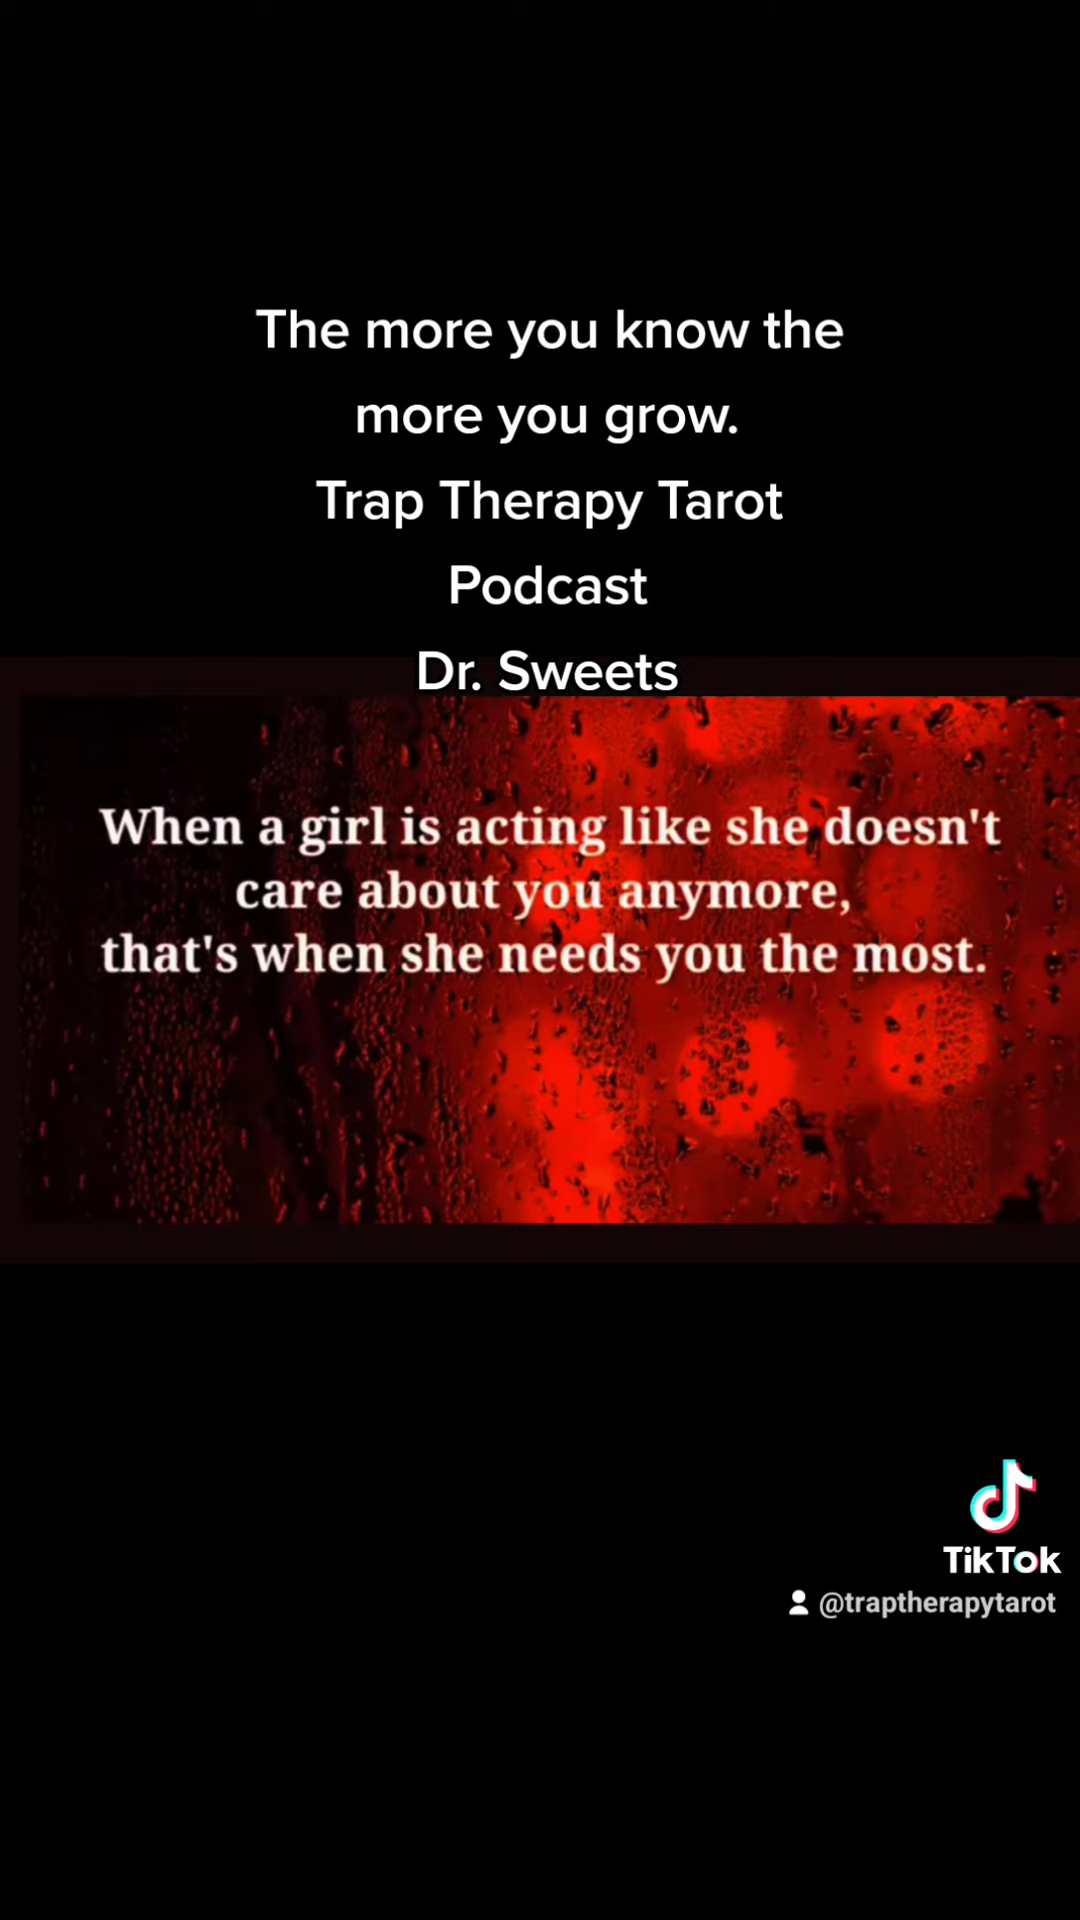 The more you know the
more you grow.
Trap Therapy Tarot
Podcast
Dr. Sweets
When a girl is acting like she doesn't
care about you anymore,
that's when she needs you the most.
TikTok
@traptherapytarot